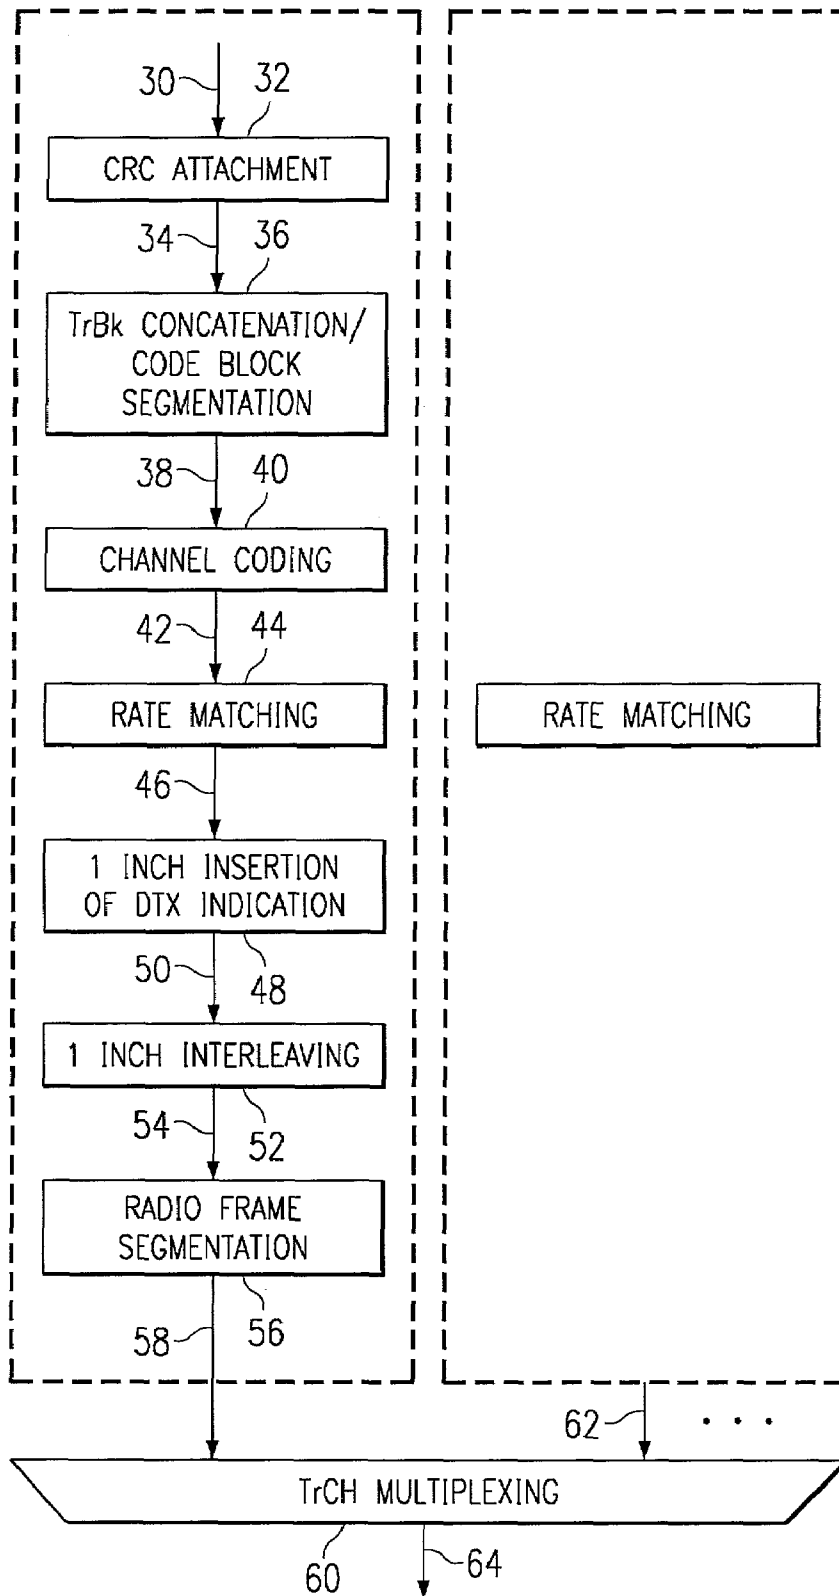 30
32
CRC ATTACHMENT
34
36
TrBk CONCATENATION/
CODE BLOCK
SEGMENTATION
38
40
CHANNEL CODING
42
44
RATE MATCHING
RATE MATCHING
46
1 INCH INSERTION
OF DTX INDICATION
50
48
1 INCH INTERLEAVING
54
52
RADIO FRAME
SEGMENTATION
58
56
62
. . .
TrCH MULTIPLEXING
60
64